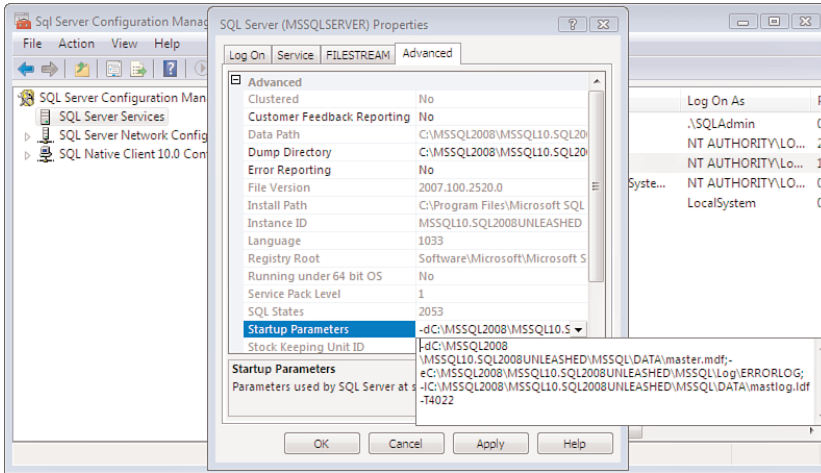 Sql Server Configuration Manag
File Action View Help
SQL Server Configuration Man
SQL Server Services
SQL Server Network Config
SQL Native Client 10.0 Con
SQL Server (MSSQLSERVER) Properties
Log On Service FILESTREAM Advanced
Advanced
Clustered No
Customer Feedback Reporting No
Data Path C:\MSSQL2008\MSSQL10.SQL20
Dump Directory C:\MSSQL2008\MSSQL10.SQL20
Error Reporting No
File Version 2007.100.2520.0
Install Path C:\Program Files\Microsoft SQL
Instance ID MSSQL10.SQL2008UNLEASHED
Language 1033
Registry Root Software\Microsoft\Microsoft S
Running under 64 bit OS No
Service Pack Level 1
SQL States 2053
Startup Parameters -dC:\MSSQL2008\MSSQL10.S
Stock Keeping Unit ID
-dC:\MSSQL2008
\MSSQL10.SQL2008UNLEASHED\MSSQL\DATA\master.mdf;-
eC:\MSSQL2008\MSSQL10.SQL2008UNLEASHED\MSSQL\Log\ERRORLOG;
-lC:\MSSQL2008\MSSQL10.SQL2008UNLEASHED\MSSQL\DATA\mastlog.ldf
-T4022
Startup Parameters
Parameters used by SQL Server at s
OK Cancel Apply Help
Log On As
.\SQLAdmin
NT AUTHORITY\LO...
NT AUTHORITY\Lo...
Syste... NT AUTHORITY\LO...
LocalSystem